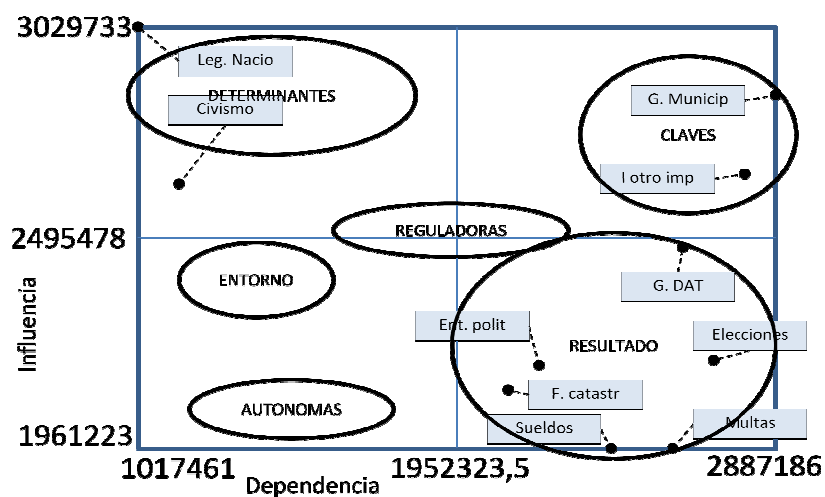 3029733
Leg. Nacio
DETERMINANTES
Civismo
G. Municip
CLAVES
I otro imp
REGULADORAS
2495478
ENTORNO
G. DAT
Influencia
Ent. polit
RESULTADO
Elecciones
F. catastr
AUTONOMAS
Sueldos
Multas
1961223
1017461
1952323,5
2887186
Dependencia